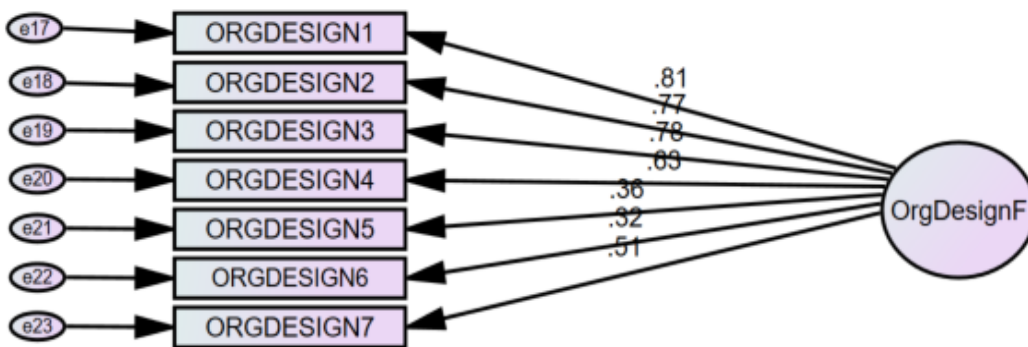 e17 ORGDESIGN1
e18 ORGDESIGN2
e19 ORGDESIGN3
e20 ORGDESIGN4
e21 ORGDESIGN5
e22 ORGDESIGN6
e23 ORGDESIGN7
.81
.77
.78
.63
.36
.32
.51
OrgDesignF